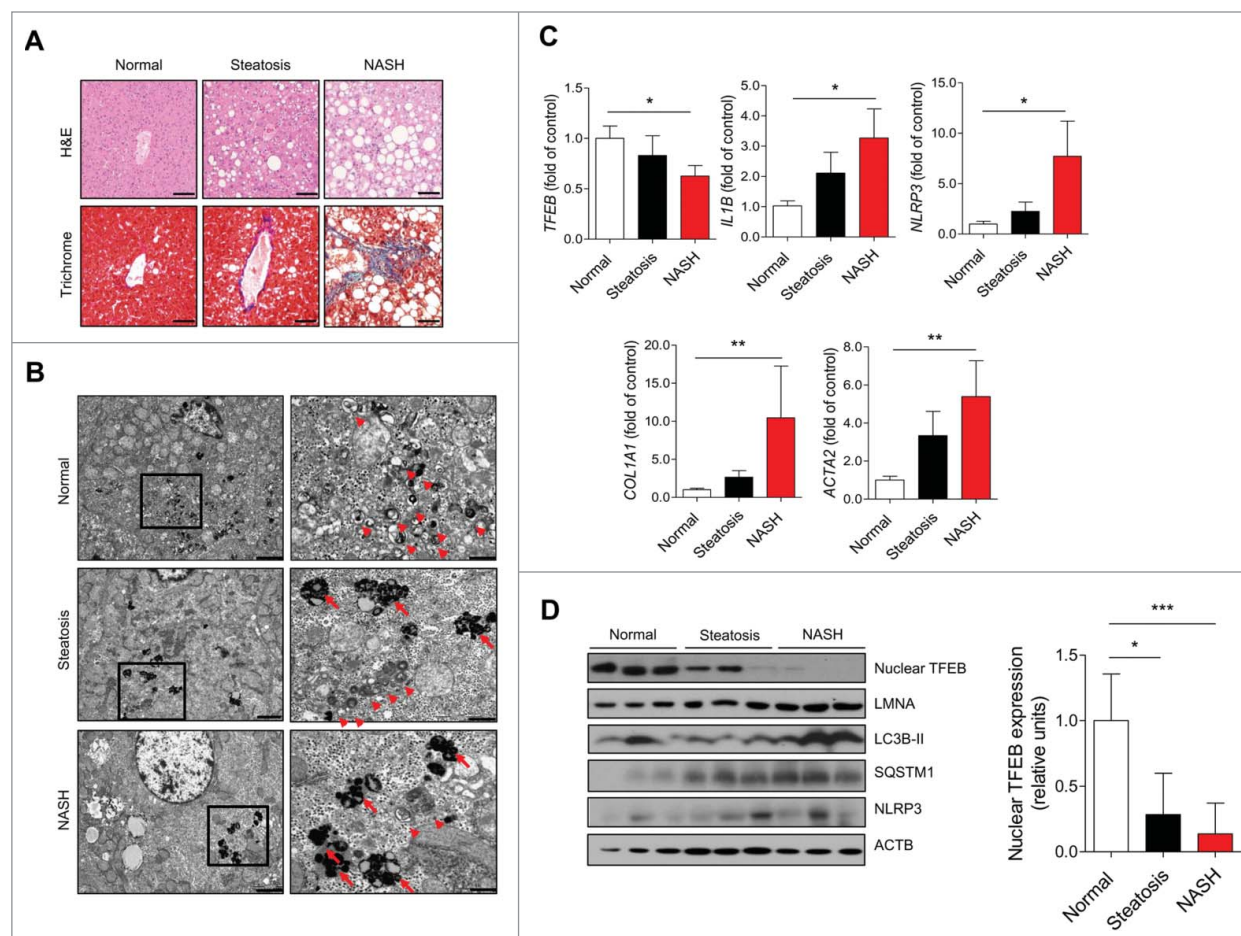 A
Normal
Steatosis
NASH
H&E
Trichrome
B
Normal
Steatosis
NASH
C
TFEB (fold of control)
1.5
1.0
0.5
0.0
*
Normal
Steatosis
NASH
IL1B (fold of control)
5.0
4.0
3.0
2.0
1.0
0.0
*
Normal
Steatosis
NASH
NLRP3 (fold of control)
15.0
10.0
5.0
0.0
*
Normal
Steatosis
NASH
COL1A1 (fold of control)
20.0
15.0
10.0
5.0
0.0
**
Normal
Steatosis
NASH
ACTA2 (fold of control)
8.0
6.0
4.0
2.0
0.0
**
Normal
Steatosis
NASH
D
Normal
Steatosis
NASH
Nuclear TFEB
LMNA
LC3B-II
SQSTM1
NLRP3
ACTB
Nuclear TFEB expression
(relative units)
1.5
1.0
0.5
0.0
***
*
Normal
Steatosis
NASH